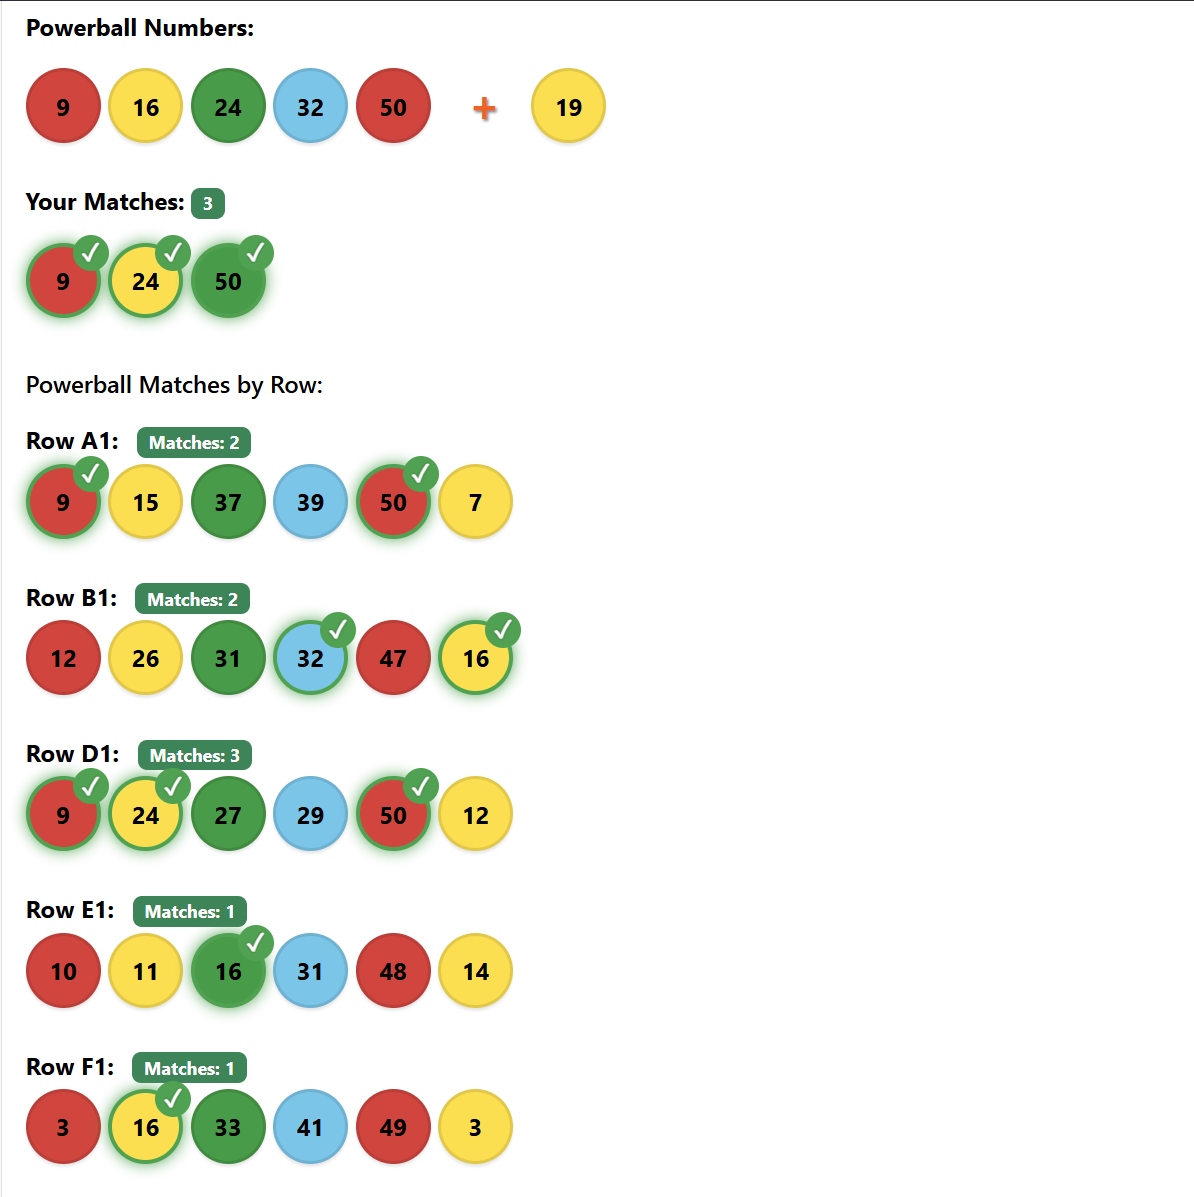 Powerball Numbers:
9 16 24 32 50 + 19
Your Matches: 3
9 24 50
Powerball Matches by Row:
Row A1: Matches: 2
9 15 37 39 50 7
Row B1: Matches: 2
12 26 31 32 47 16
Row D1: Matches: 3
9 24 27 29 50 12
Row E1: Matches: 1
10 11 16 31 48 14
Row F1: Matches: 1
3 16 33 41 49 3